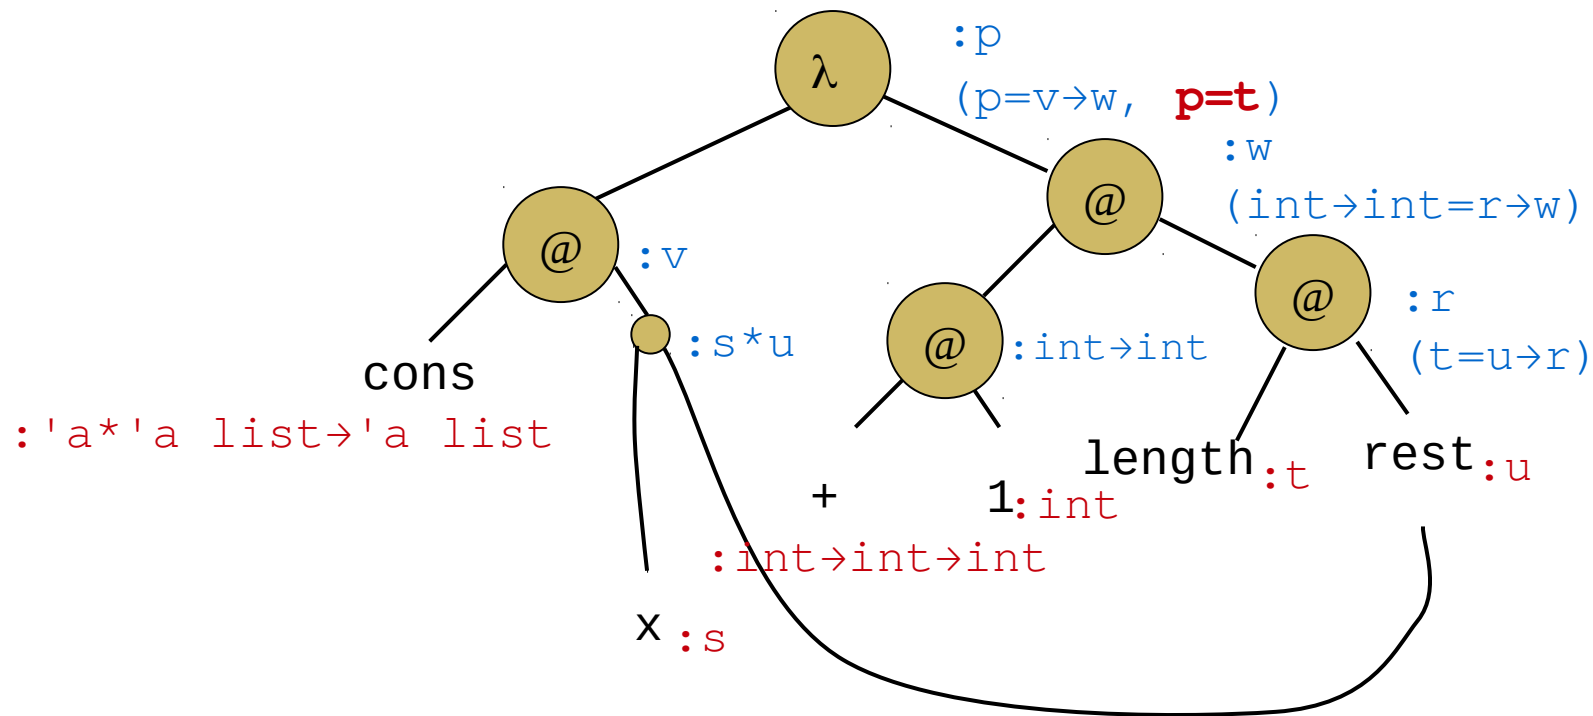 λ
:p
(p=v→w, p=t)
@
:w
(int→int=r→w)
@
:v
@
:r
(t=u→r)
:s*u
@
:int→int
cons
:'a*'a list→'a list
+
:int→int→int
1:int
length:t
rest:u
x:s